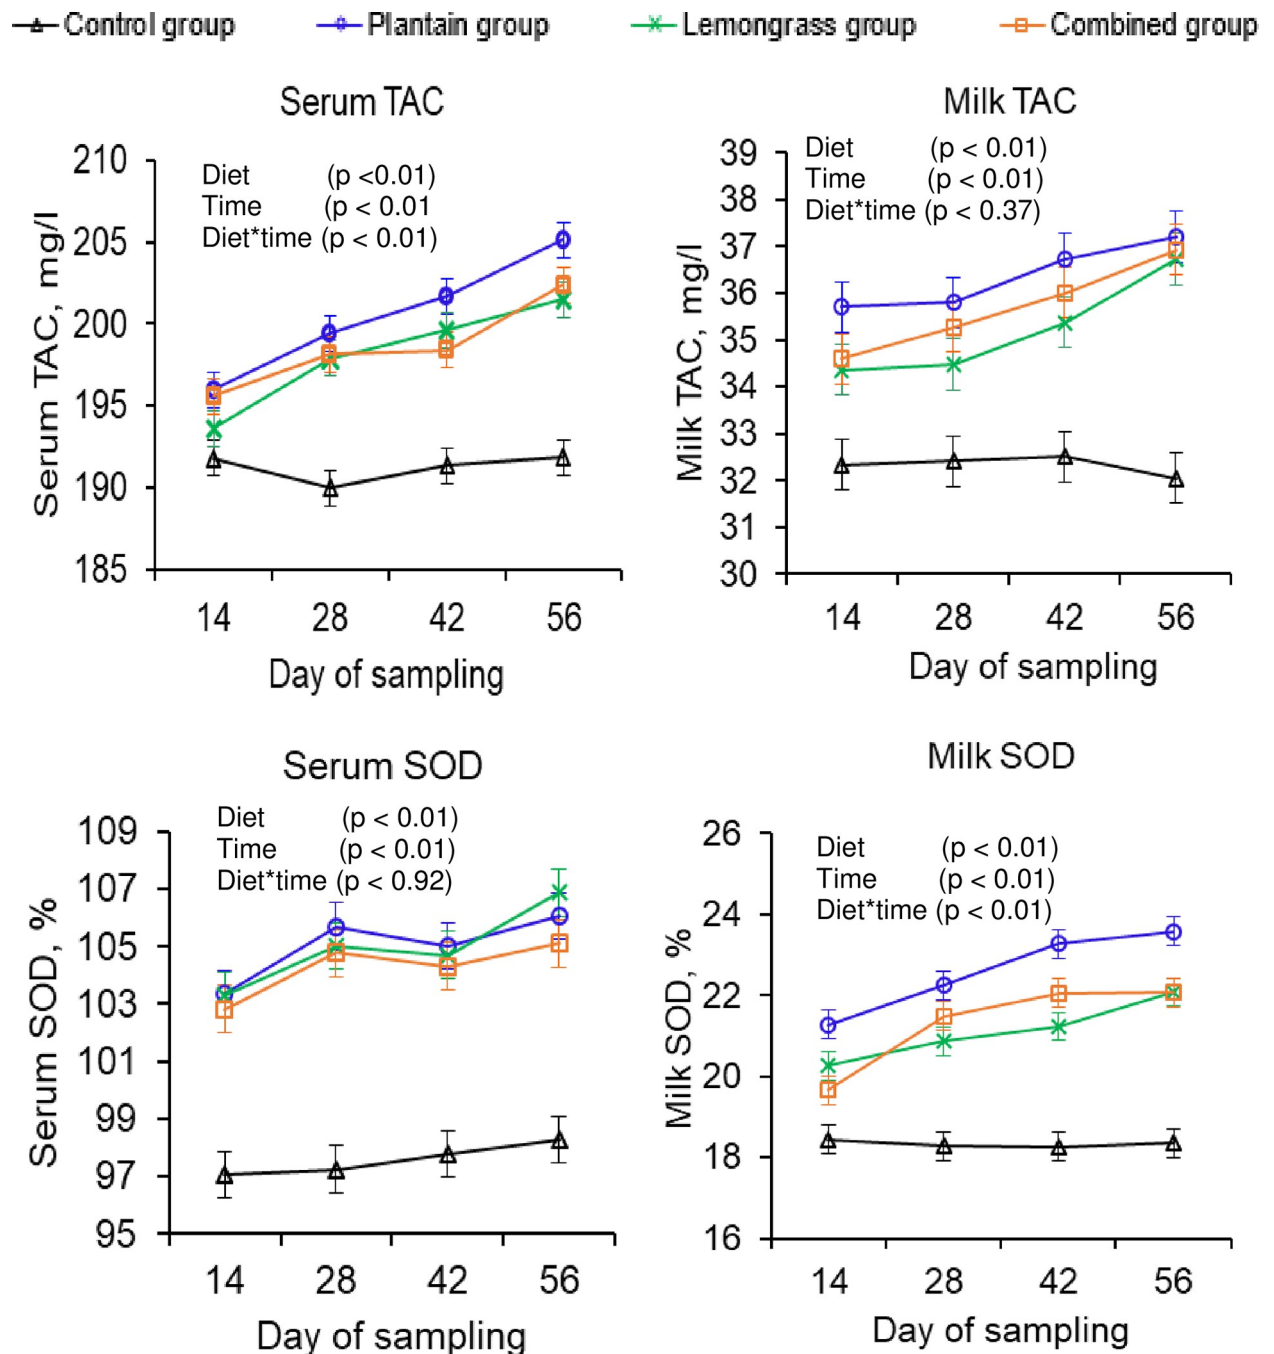 Control group Plantain group Lemongrass group Combined group
Serum TAC
Diet (p <0.01)
Time (p < 0.01
Diet*time (p < 0.01)
Serum TAC, mg/l
210
205
200
195
190
185
14 28 42 56
Day of sampling
Milk TAC
Diet (p < 0.01)
Time (p < 0.01)
Diet*time (p < 0.37)
Milk TAC, mg/l
39
38
37
36
35
34
33
32
31
30
14 28 42 56
Day of sampling
Serum SOD
Diet (p < 0.01)
Time (p < 0.01)
Diet*time (p < 0.92)
Serum SOD, %
109
107
105
103
101
99
97
95
14 28 42 56
Day of sampling
Milk SOD
Diet (p < 0.01)
Time (p < 0.01)
Diet*time (p < 0.01)
Milk SOD, %
26
24
22
20
18
16
14 28 42 56
Day of sampling